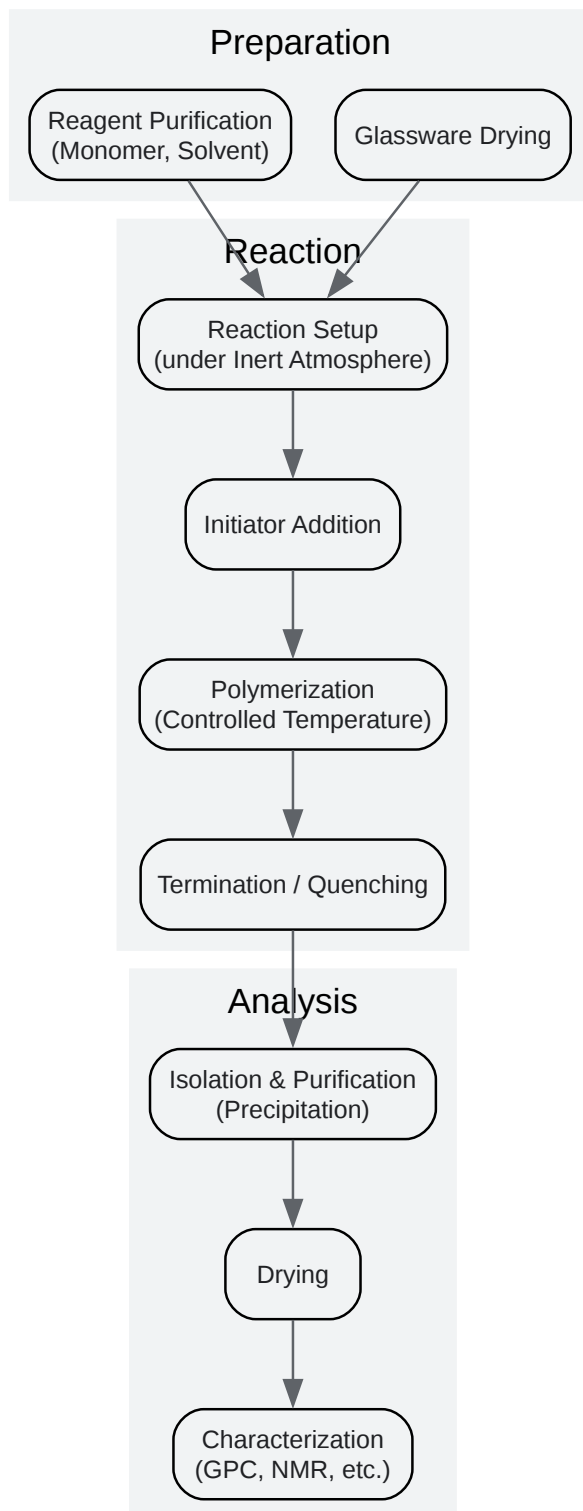 Preparation
Reagent Purification
(Monomer, Solvent)
Glassware Drying
Reaction
Reaction Setup
(under Inert Atmosphere)
Initiator Addition
Polymerization
(Controlled Temperature)
Termination / Quenching
Analysis
Isolation & Purification
(Precipitation)
Drying
Characterization
(GPC, NMR, etc.)